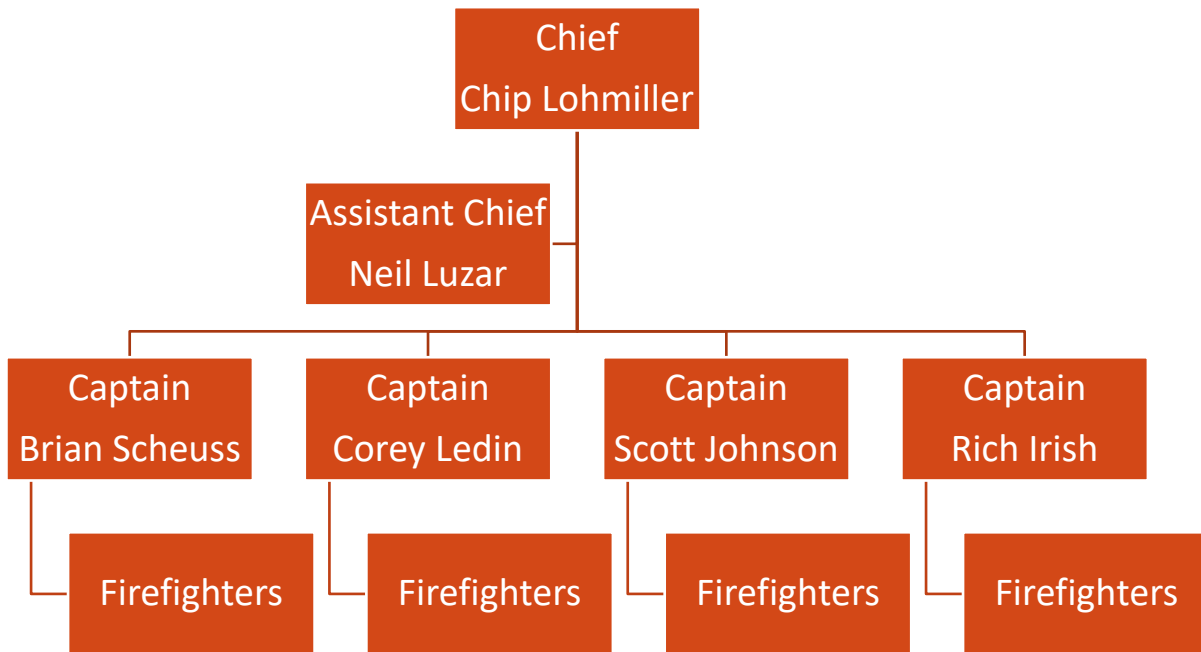 Chief
Chip Lohmiller
Assistant Chief
Neil Luzar
Captain
Brian Scheuss
Captain
Corey Ledin
Captain
Scott Johnson
Captain
Rich Irish
Firefighters
Firefighters
Firefighters
Firefighters